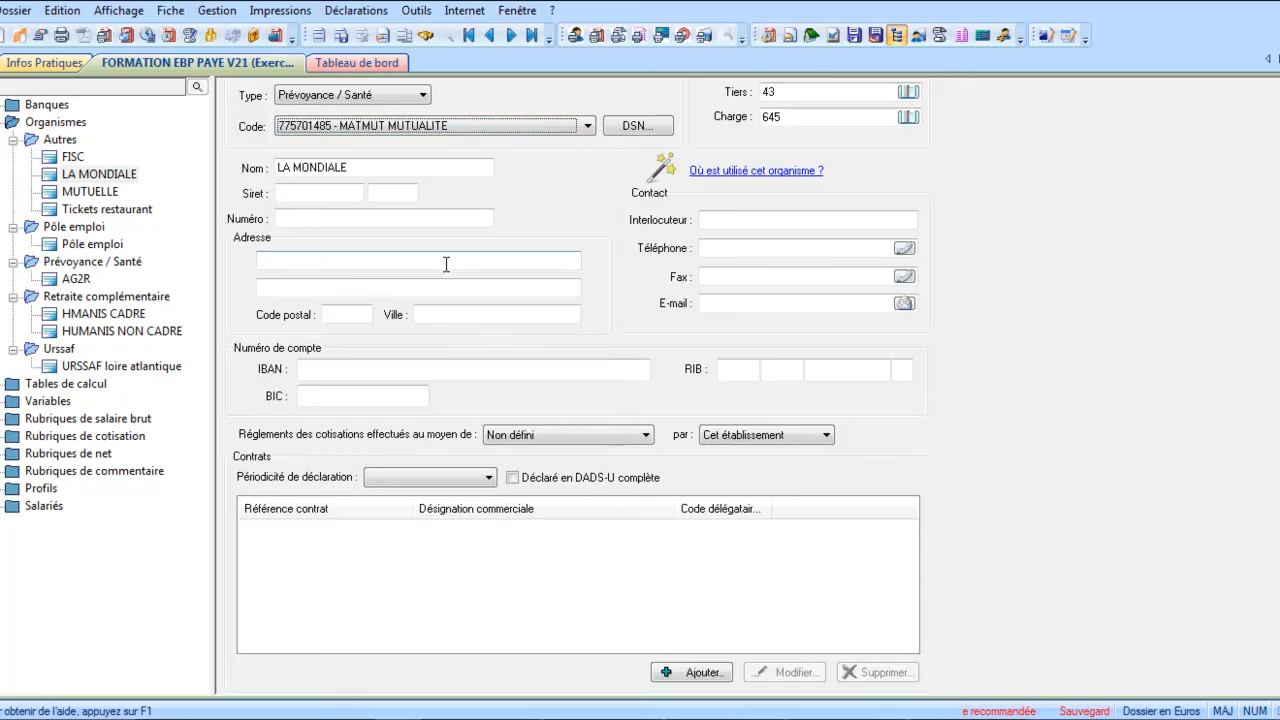 Dossier Edition Affichage Fiche Gestion Impressions Déclarations Outils Internet Fenêtre ?
Infos Pratiques FORMATION EBP PAYE V21 (Exerc... Tableau de bord
Banques
Organismes
Autres
FISC
LA MONDIALE
MUTUELLE
Tickets restaurant
Pôle emploi
Pôle emploi
Prévoyance / Santé
AG2R
Retraite complémentaire
HMANIS CADRE
HUMANIS NON CADRE
Urssaf
URSSAF loire atlantique
Tables de calcul
Variables
Rubriques de salaire brut
Rubriques de cotisation
Rubriques de net
Rubriques de commentaire
Profils
Salariés
Type : Prévoyance / Santé
Code: 775701485 - MATMUT MUTUALITE DSN...
Tiers : 43
Charge : 645
Nom : LA MONDIALE
Siret :
Numéro :
Où est utilisé cet organisme ?
Adresse
Code postal : Ville :
Contact
Interlocuteur :
Téléphone :
Fax :
E-mail :
Numéro de compte
IBAN : RIB :
BIC :
Réglements des cotisations effectués au moyen de : Non défini par : Cet établissement
Contrats
Périodicité de déclaration : Déclaré en DADS-U complète
Référence contrat Désignation commerciale Code délégatair...
Ajouter.. Modifier... Supprimer...
r obtenir de l'aide, appuyez sur F1 e recommandée Sauvegard Dossier en Euros MAJ NUM